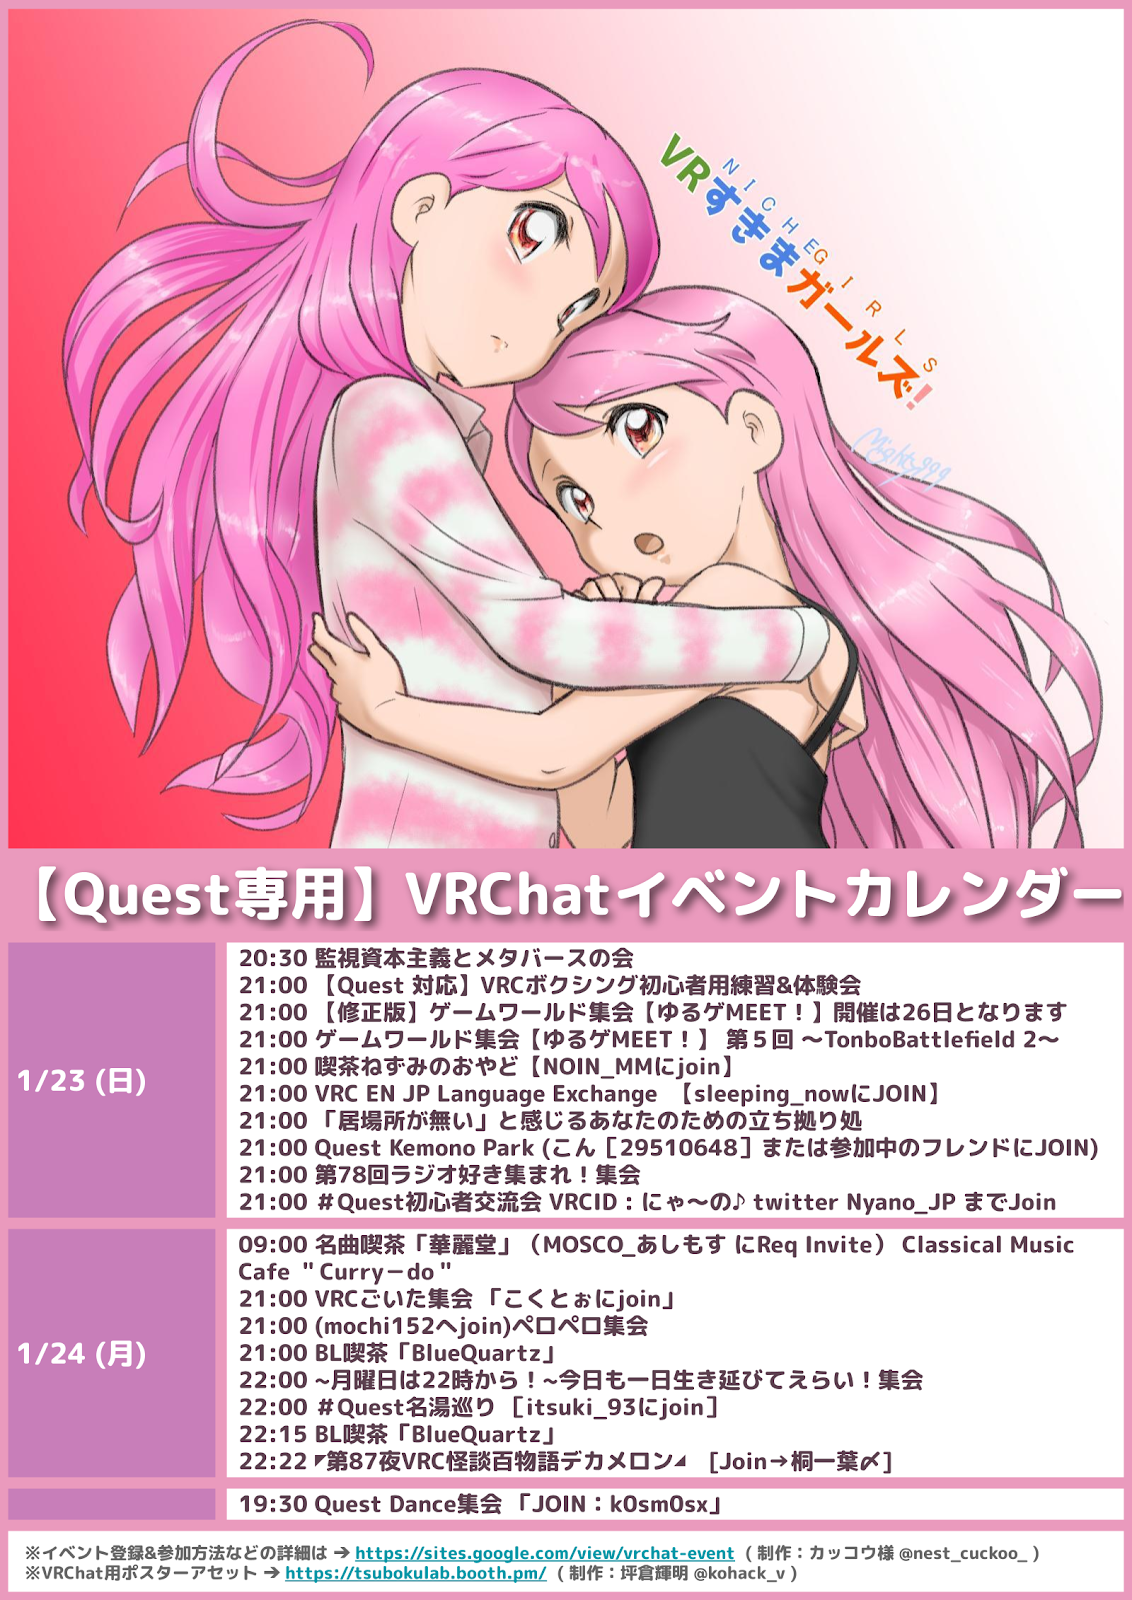 NICHE GIRLS
VRすきまガールズ!
Mighty999
【Quest専用】VRChatイベントカレンダー
1/23 (日)
20:30 監視資本主義とメタバースの会
21:00 【Quest 対応】VRCボクシング初心者用練習&体験会
21:00 【修正版】ゲームワールド集会【ゆるゲMEET！】開催は26日となります
21:00 ゲームワールド集会【ゆるゲMEET！】 第５回 ～TonboBattlefield 2～
21:00 喫茶ねずみのおやど【NOIN_MMにjoin】
21:00 VRC EN JP Language Exchange 【sleeping_nowにJOIN】
21:00 「居場所が無い」と感じるあなたのための立ち拠り処
21:00 Quest Kemono Park (こん［29510648］または参加中のフレンドにJOIN)
21:00 第78回ラジオ好き集まれ！集会
21:00 ＃Quest初心者交流会 VRCID：にゃ～の♪ twitter Nyano_JP までJoin
1/24 (月)
09:00 名曲喫茶「華麗堂」（MOSCO_あしもす にReq Invite） Classical Music
Cafe ＂Curry－do＂
21:00 VRCごいた集会 「こくとぉにjoin」
21:00 (mochi152へjoin)ペロペロ集会
21:00 BL喫茶「BlueQuartz」
22:00 ~月曜日は22時から！~今日も一日生き延びてえらい！集会
22:00 ＃Quest名湯巡り ［itsuki_93にjoin］
22:15 BL喫茶「BlueQuartz」
22:22 ◤第87夜VRC怪談百物語デカメロン◢ [Join→桐一葉〆]
19:30 Quest Dance集会 「JOIN：k0sm0sx」
※イベント登録&参加方法などの詳細は → https://sites.google.com/view/vrchat-event ( 制作：カッコウ様 @nest_cuckoo_ )
※VRChat用ポスターアセット → https://tsubokulab.booth.pm/ ( 制作：坪倉輝明 @kohack_v )